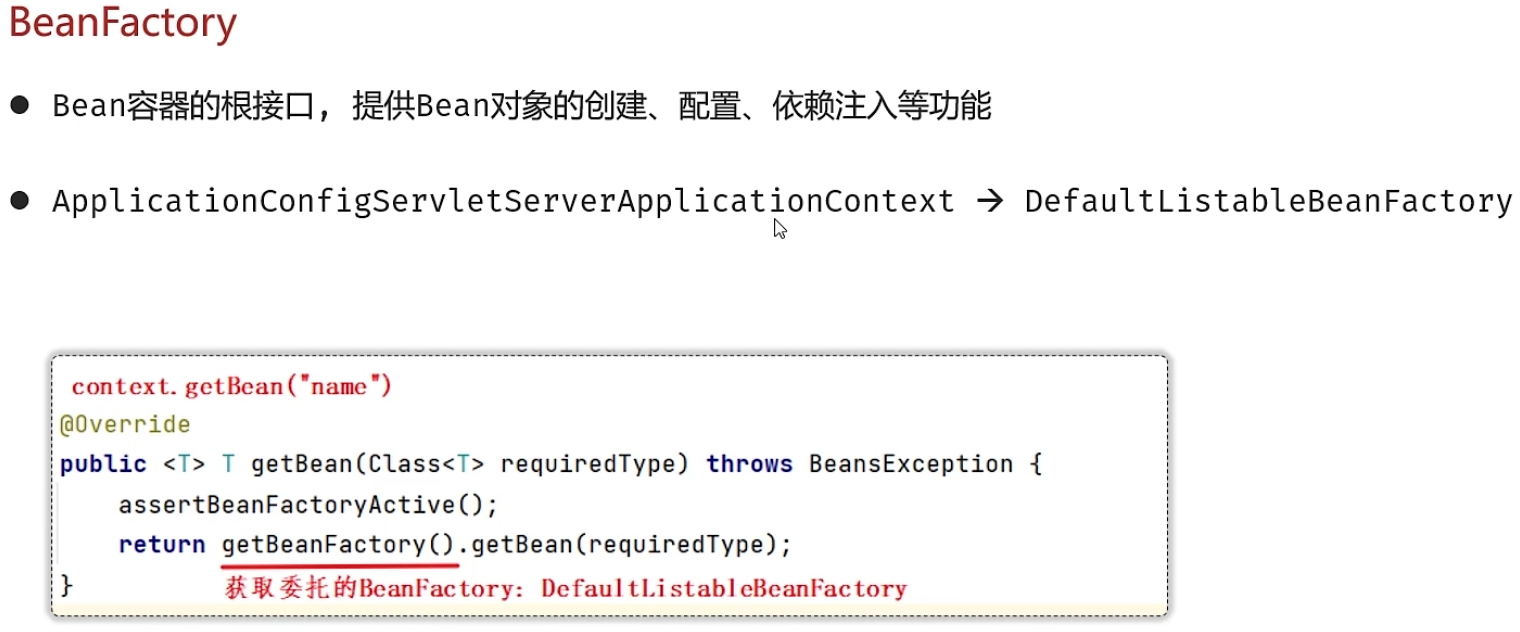 BeanFactory
● Bean容器的根接口，提供Bean对象的创建、配置、依赖注入等功能
● ApplicationConfigServletServerApplicationContext → DefaultListableBeanFactory
context.getBean("name")
@Override
public <T> T getBean(Class<T> requiredType) throws BeansException {
assertBeanFactoryActive();
return getBeanFactory().getBean(requiredType);
} 获取委托的BeanFactory: DefaultListableBeanFactory